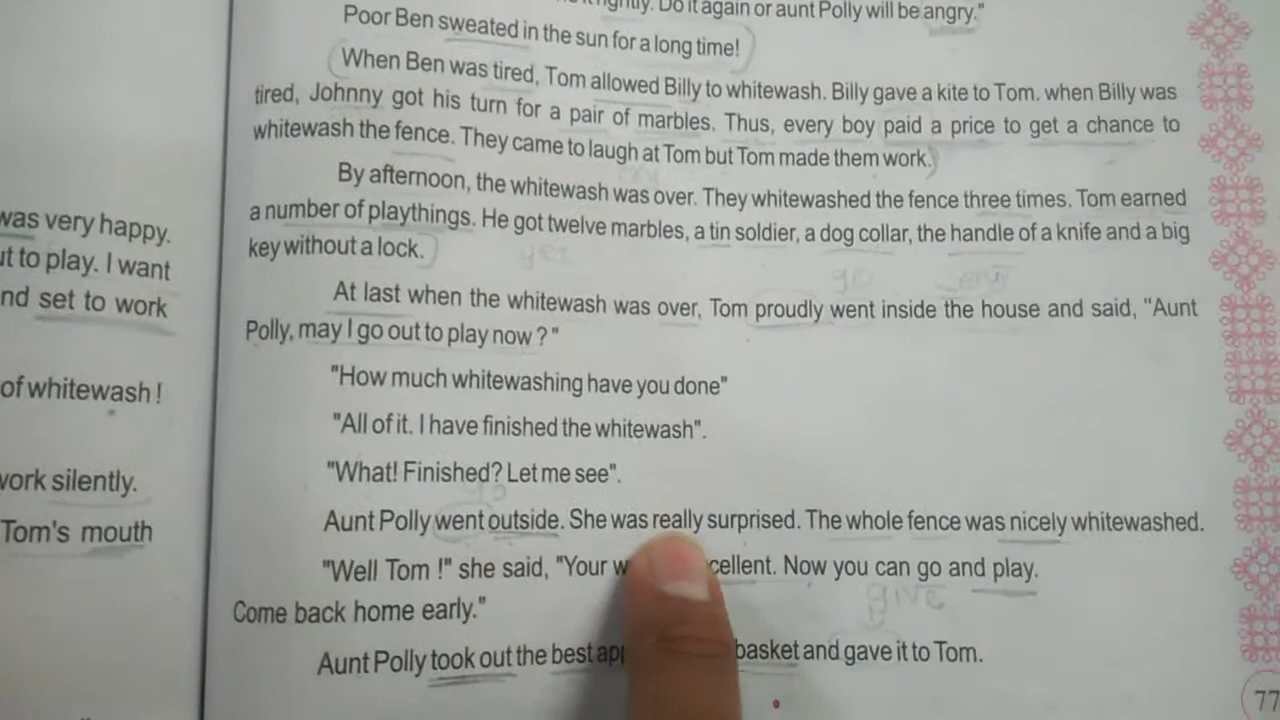 Do it again or aunt Polly will be angry."
Poor Ben sweated in the sun for a long time!
When Ben was tired, Tom allowed Billy to whitewash. Billy gave a kite to Tom. when Billy was
tired, Johnny got his turn for a pair of marbles. Thus, every boy paid a price to get a chance to
whitewash the fence. They came to laugh at Tom but Tom made them work.
By afternoon, the whitewash was over. They whitewashed the fence three times. Tom earned
a number of playthings. He got twelve marbles, a tin soldier, a dog collar, the handle of a knife and a big
key without a lock.
get
go
At last when the whitewash was over, Tom proudly went inside the house and said, "Aunt
Polly, may I go out to play now ? "
"How much whitewashing have you done"
"All of it. I have finished the whitewash".
"What! Finished? Let me see".
go
Aunt Polly went outside. She was really surprised. The whole fence was nicely whitewashed.
"Well Tom !" she said, "Your cellent. Now you can go and play.
give
Come back home early."
Aunt Polly took out the best basket and gave it to Tom.
77
was very happy.
to play. I want
set to work
of whitewash !
silently.
Tom's mouth